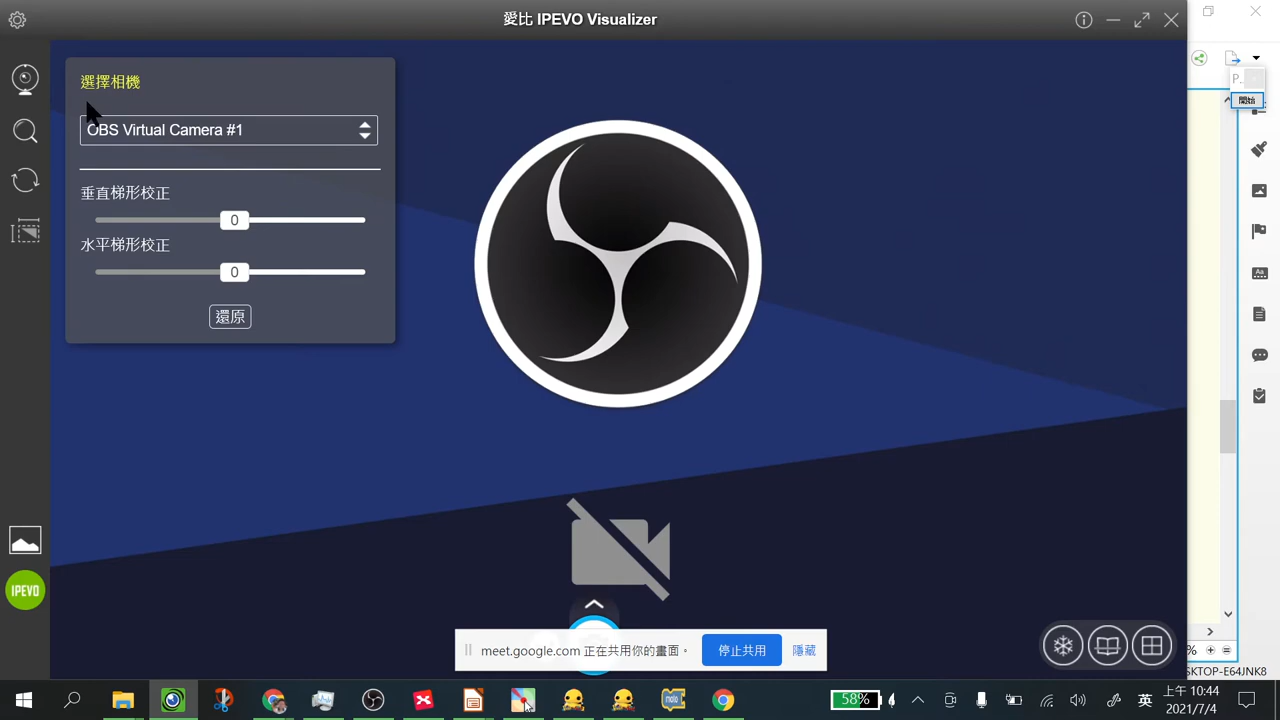 愛比 IPEVO Visualizer
選擇相機
OBS Virtual Camera #1
垂直梯形校正
0
水平梯形校正
0
還原
IPEVO
P..
開始
Aa
meet.google.com 正在共用你的畫面。
停止共用
隱藏
%
SKTOP-E64JNK8
58%
英
上午 10:44
2021/7/4